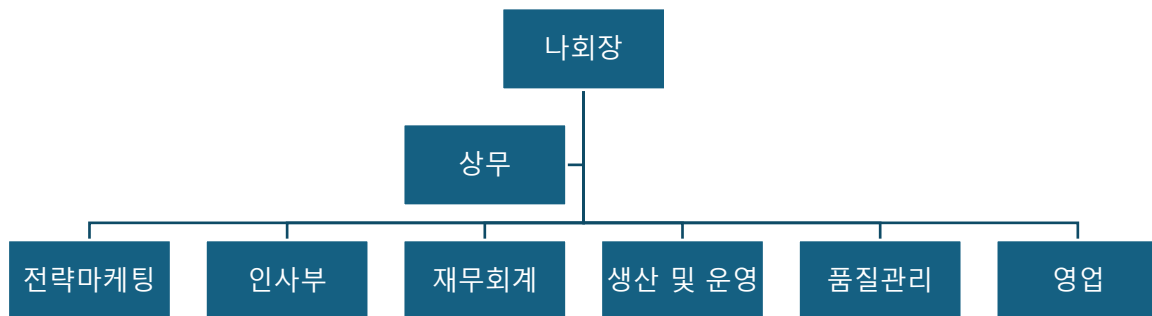 나회장
상무
전략마케팅
인사부
재무회계
생산 및 운영
품질관리
영업